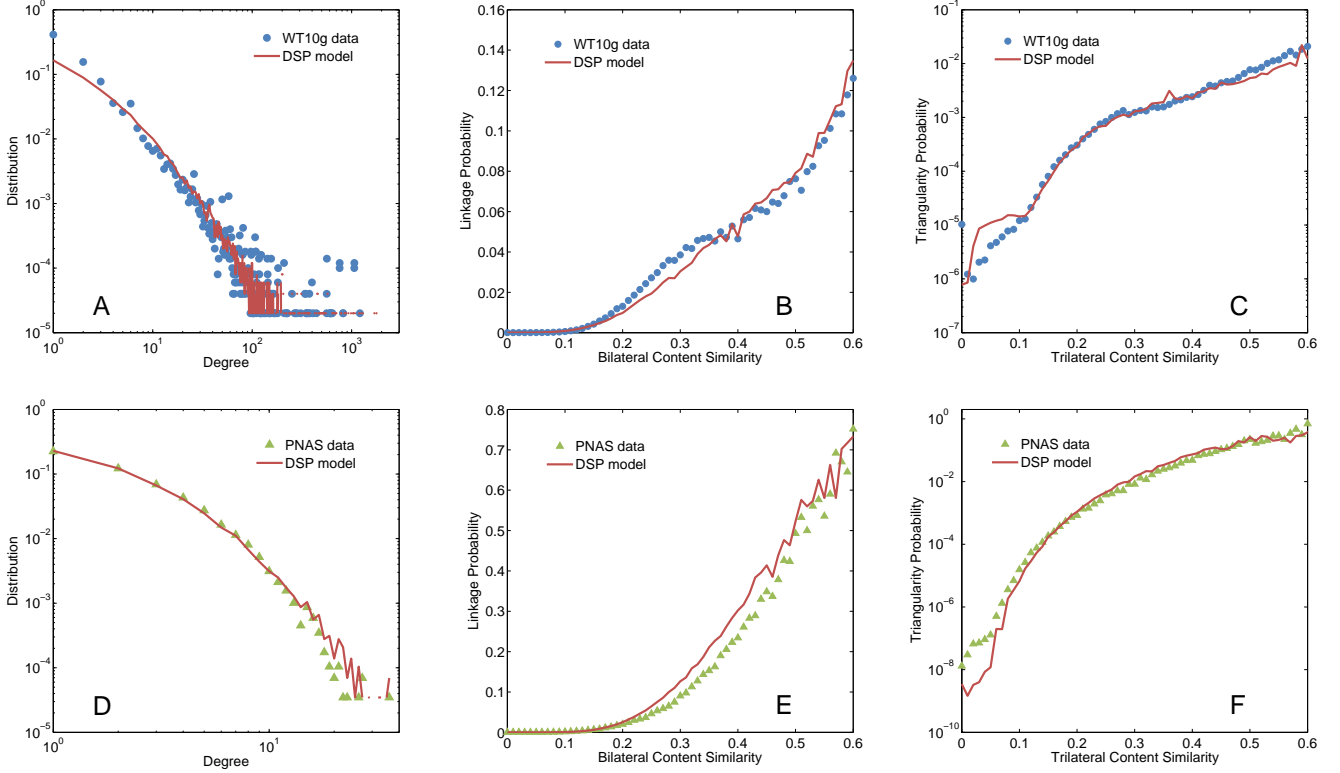 10^0
10^-1
10^-2
10^-3
10^-4
10^-5
Distribution
WT10g data
DSP model
A
10^0 10^1 10^2 10^3
Degree
0.16
0.14
0.12
0.1
0.08
0.06
0.04
0.02
0
Linkage Probability
WT10g data
DSP model
B
0 0.1 0.2 0.3 0.4 0.5 0.6
Bilateral Content Similarity
10^-1
10^-2
10^-3
10^-4
10^-5
10^-6
10^-7
Triangularity Probability
WT10g data
DSP model
C
0 0.1 0.2 0.3 0.4 0.5 0.6
Trilateral Content Similarity
10^0
10^-1
10^-2
10^-3
10^-4
10^-5
Distribution
PNAS data
DSP model
D
10^0 10^1
Degree
0.8
0.7
0.6
0.5
0.4
0.3
0.2
0.1
0
Linkage Probability
PNAS data
DSP model
E
0 0.1 0.2 0.3 0.4 0.5 0.6
Bilateral Content Similarity
10^0
10^-2
10^-4
10^-6
10^-8
10^-10
Triangularity Probability
PNAS data
DSP model
F
0 0.1 0.2 0.3 0.4 0.5 0.6
Trilateral Content Similarity